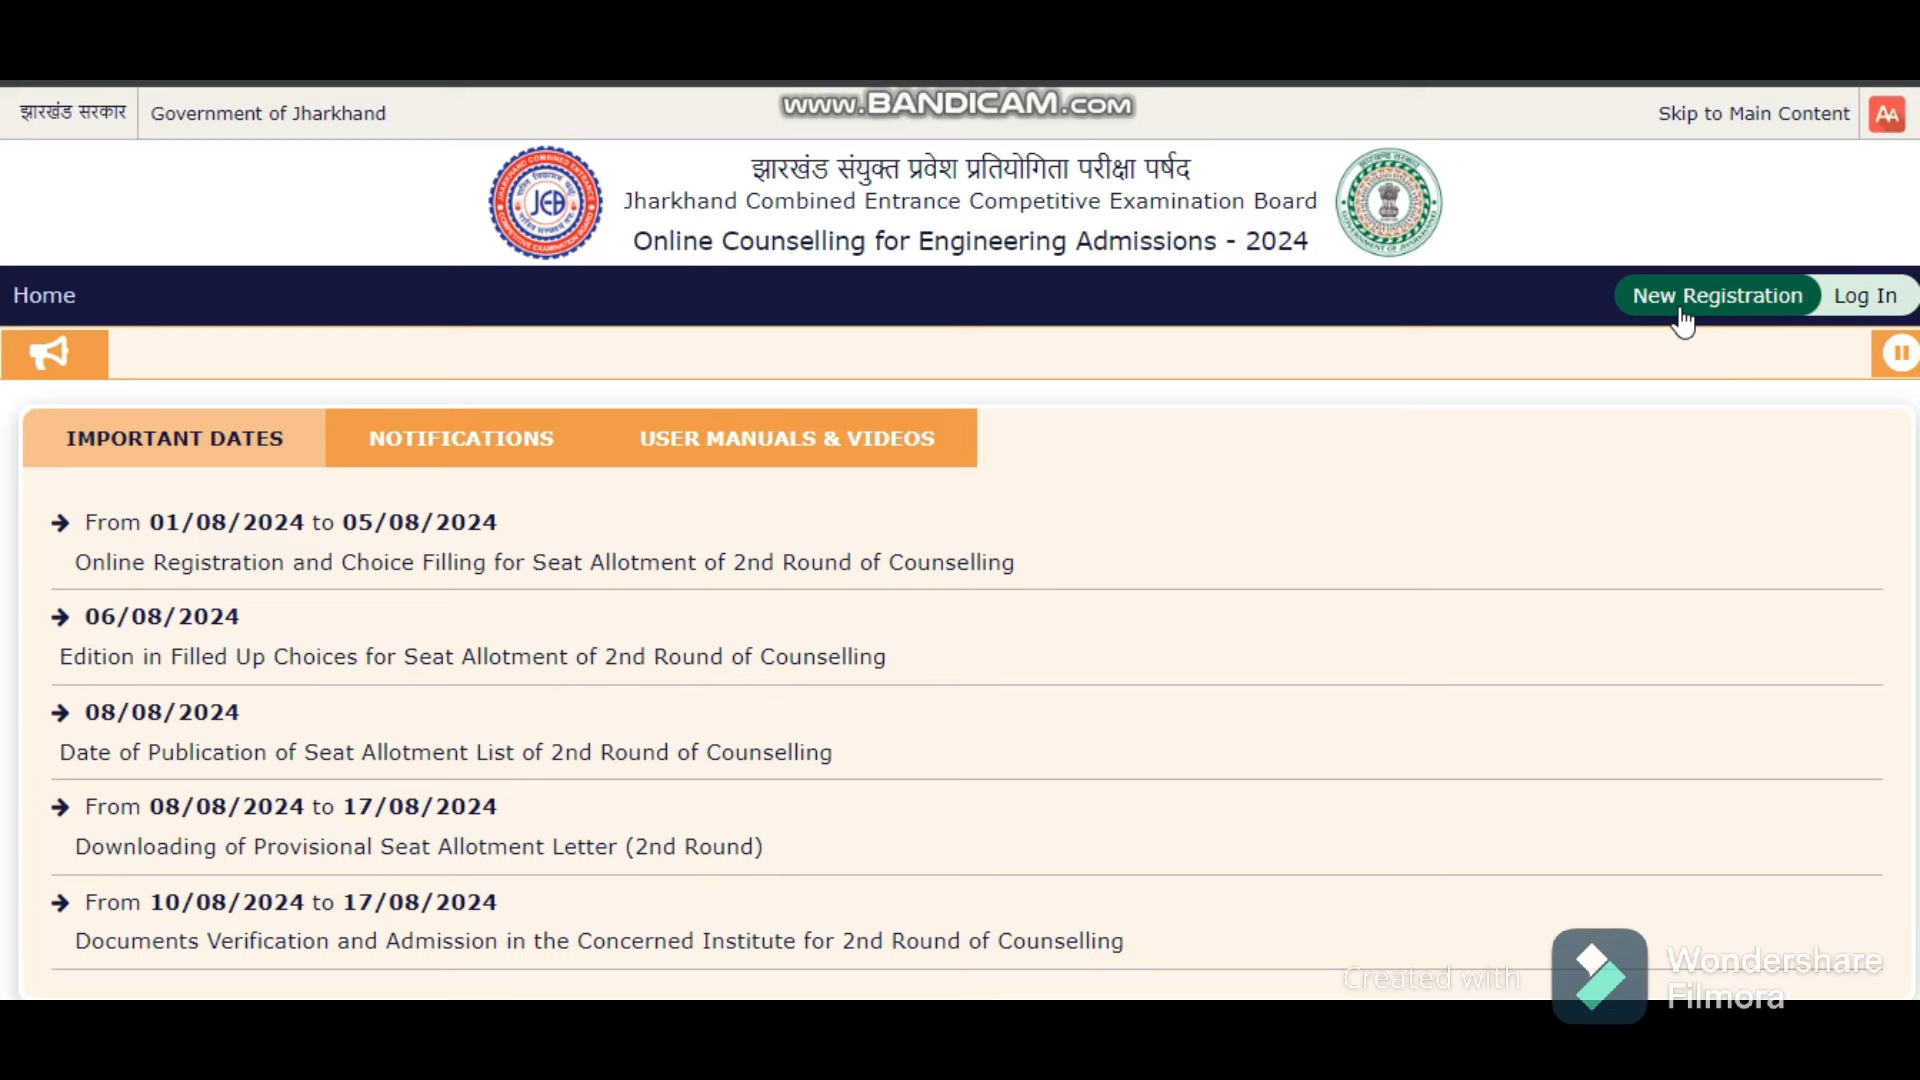 झारखंड सरकार
Government of Jharkhand
www.BANDICAM.com
Skip to Main Content
AA
झारखंड संयुक्त प्रवेश प्रतियोगिता परीक्षा पर्षद
Jharkhand Combined Entrance Competitive Examination Board
Online Counselling for Engineering Admissions - 2024
JCEB
Home
New Registration
Log In
IMPORTANT DATES
NOTIFICATIONS
USER MANUALS & VIDEOS
From 01/08/2024 to 05/08/2024
Online Registration and Choice Filling for Seat Allotment of 2nd Round of Counselling
06/08/2024
Edition in Filled Up Choices for Seat Allotment of 2nd Round of Counselling
08/08/2024
Date of Publication of Seat Allotment List of 2nd Round of Counselling
From 08/08/2024 to 17/08/2024
Downloading of Provisional Seat Allotment Letter (2nd Round)
From 10/08/2024 to 17/08/2024
Documents Verification and Admission in the Concerned Institute for 2nd Round of Counselling
Created with
Wondershare
Filmora